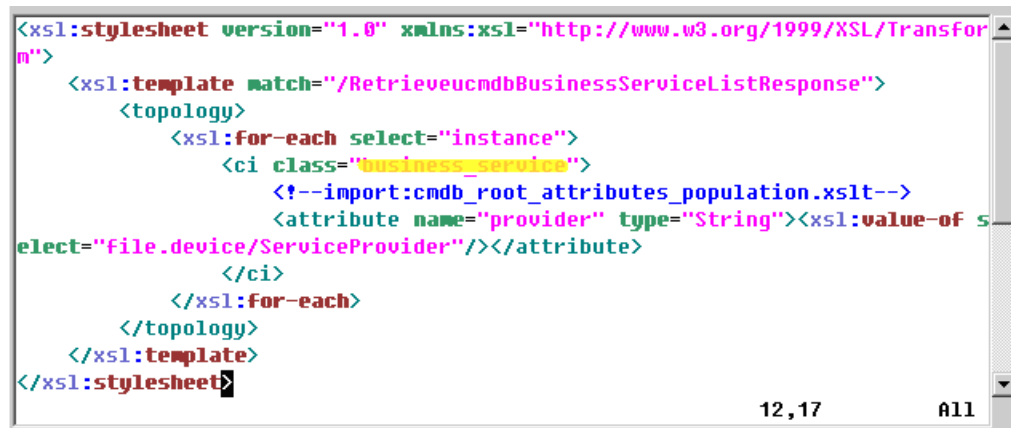 <xsl:stylesheet version="1.0" xmlns:xsl="http://www.w3.org/1999/XSL/Transfor
m">
    <xsl:template match="/RetrieveucmdbBusinessServiceListResponse">
        <topology>
            <xsl:for-each select="instance">
                <ci class="business_service">
                    <!--import:cmdb_root_attributes_population.xslt-->
                    <attribute name="provider" type="String"><xsl:value-of s
elect="file.device/ServiceProvider"/></attribute>
                </ci>
            </xsl:for-each>
        </topology>
    </xsl:template>
</xsl:stylesheet>
12,17 All